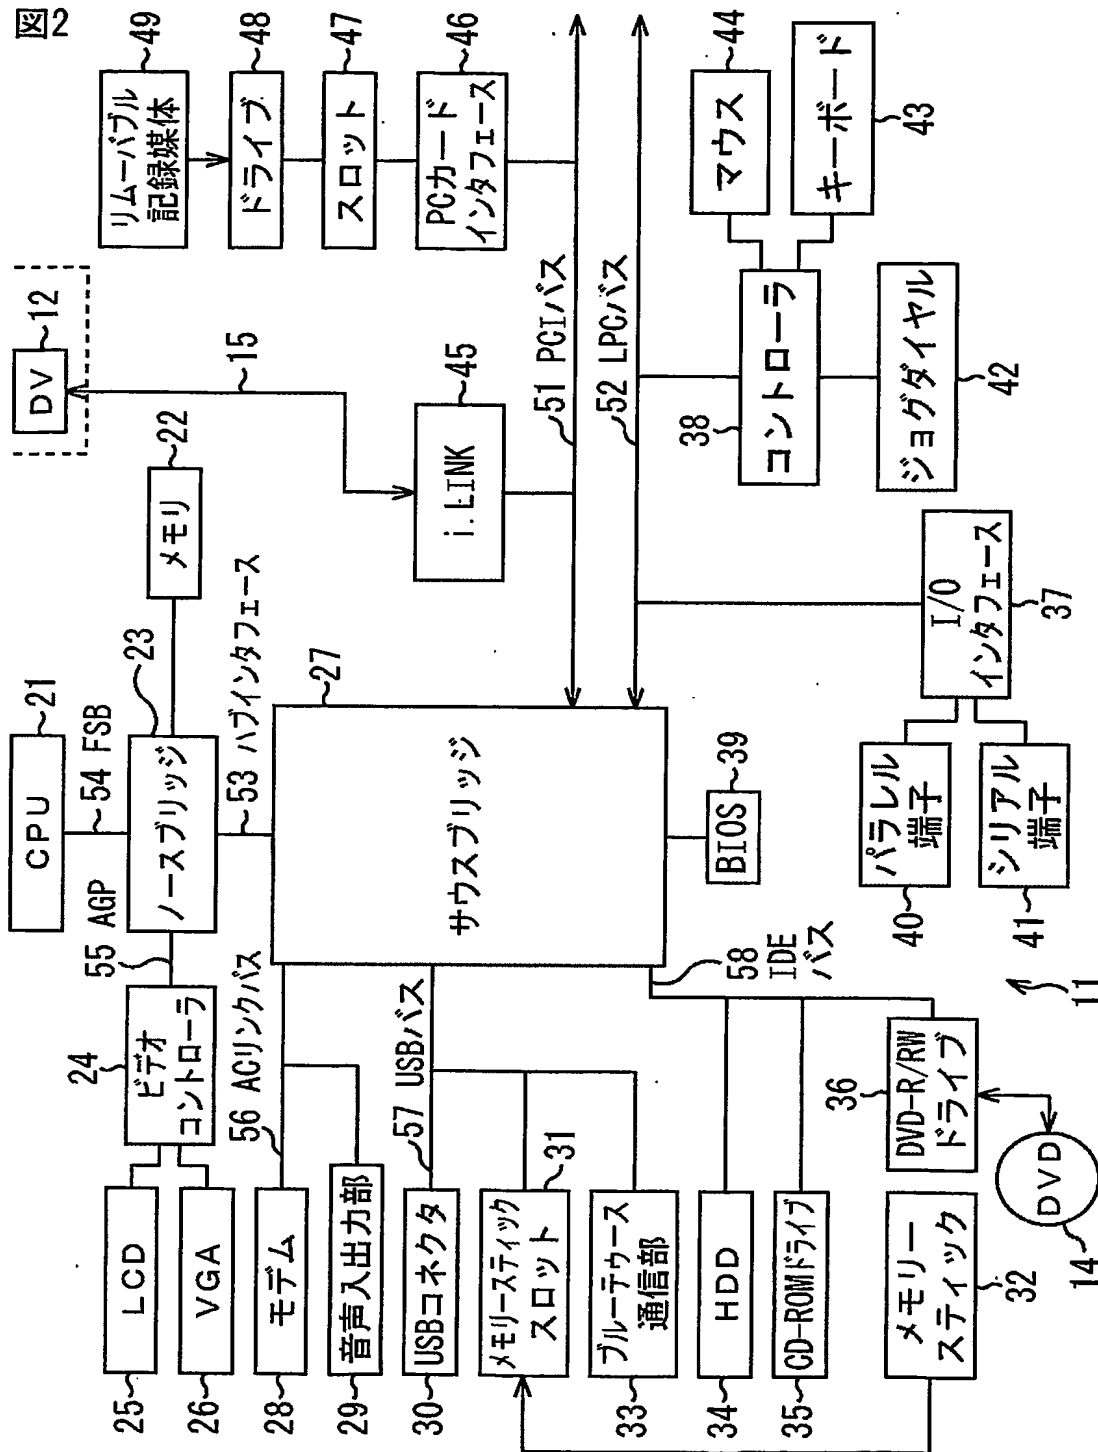 図2
CPU
21
54 FSB
55 AGP
ノースブリッジ
23
メモリ
22
53 ハブインタフェース
ビデオ
コントローラ
24
LCD
25
VGA
26
56 ACリンクバス
モデム
28
音声入出力部
29
57 USBバス
USBコネクタ
30
メモリースティック
スロット
31
ブルーテゥース
通信部
33
58 IDE
バス
HDD
34
CD-ROMドライブ
35
DVD-R/RW
ドライブ
36
メモリー
スティック
32
DVD
14
サウスブリッジ
27
BIOS
39
DV
12
15
i.LINK
45
51 PCIバス
52 LPCバス
リムーバブル
記録媒体
49
ドライブ
48
スロット
47
PCカード
インタフェース
46
コントローラ
38
マウス
44
キーボード
43
ジョグダイヤル
42
I/O
インタフェース
37
パラレル
端子
40
シリアル
端子
41
11